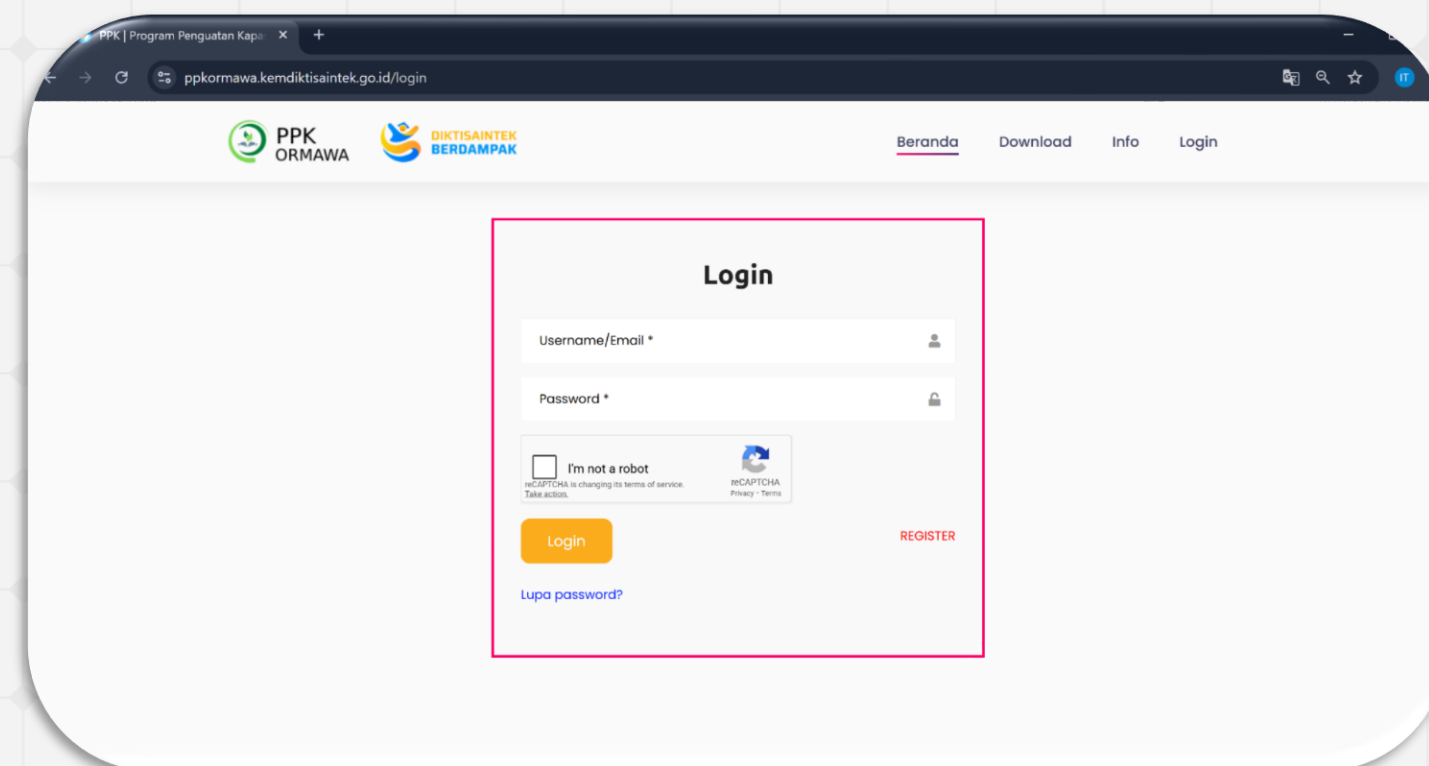 PPK | Program Penguatan Kapa
ppkormawa.kemdiktisaintek.go.id/login
IT
PPK
ORMAWA
DIKTISAINTEK
BERDAMPAK
Beranda
Download
Info
Login
Login
Username/Email *
Password *
I'm not a robot
reCAPTCHA is changing its terms of service.
Take action.
reCAPTCHA
Privacy - Terms
Login
REGISTER
Lupa password?